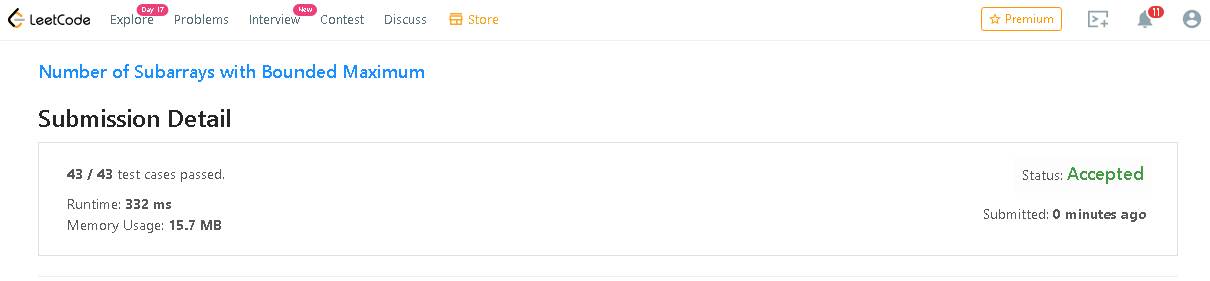 LeetCode Explore Day 17 Problems Interview New Contest Discuss Store Premium 11
Number of Subarrays with Bounded Maximum
Submission Detail
43 / 43 test cases passed. Status: Accepted
Runtime: 332 ms
Submitted: 0 minutes ago
Memory Usage: 15.7 MB